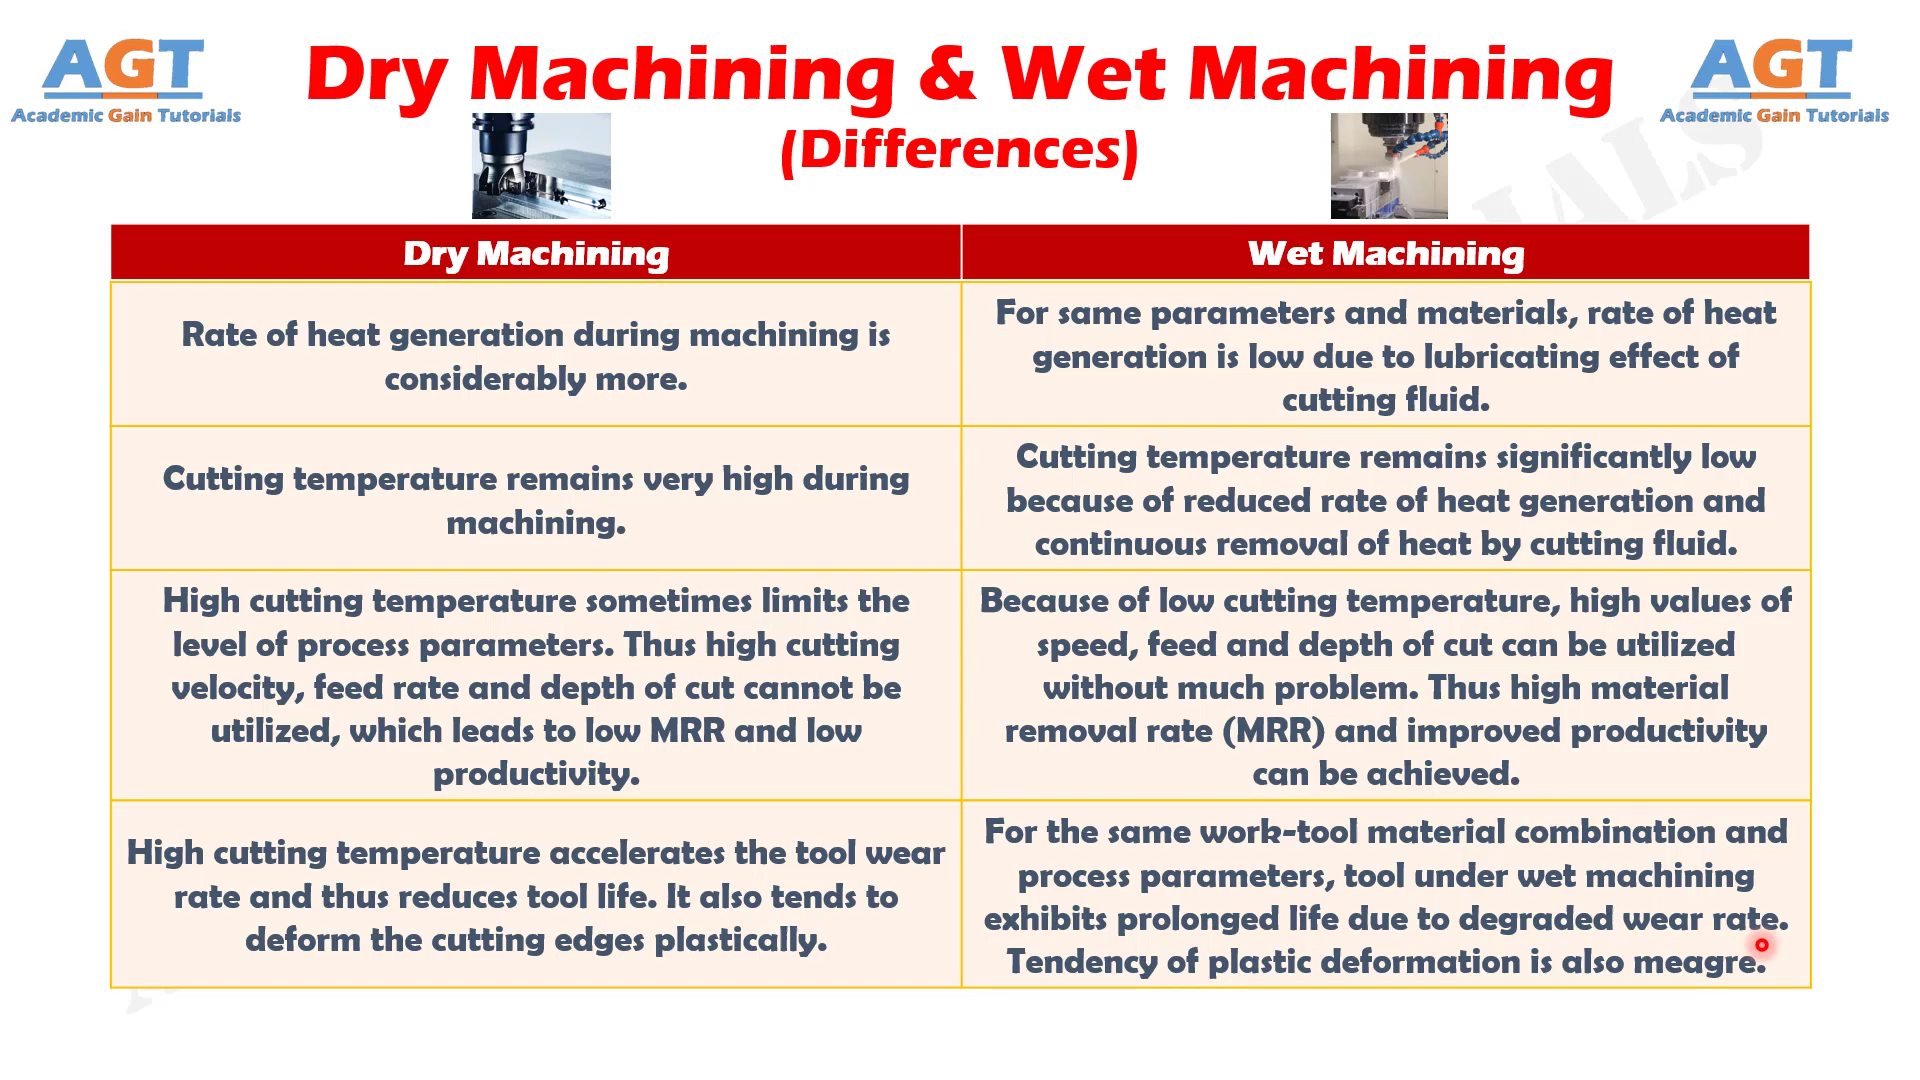 AGT
Academic Gain Tutorials
Dry Machining & Wet Machining
(Differences)
AGT
Academic Gain Tutorials
Dry Machining
Wet Machining
Rate of heat generation during machining is
considerably more.
For same parameters and materials, rate of heat
generation is low due to lubricating effect of
cutting fluid.
Cutting temperature remains very high during
machining.
Cutting temperature remains significantly low
because of reduced rate of heat generation and
continuous removal of heat by cutting fluid.
High cutting temperature sometimes limits the
level of process parameters. Thus high cutting
velocity, feed rate and depth of cut cannot be
utilized, which leads to low MRR and low
productivity.
Because of low cutting temperature, high values of
speed, feed and depth of cut can be utilized
without much problem. Thus high material
removal rate (MRR) and improved productivity
can be achieved.
High cutting temperature accelerates the tool wear
rate and thus reduces tool life. It also tends to
deform the cutting edges plastically.
For the same work-tool material combination and
process parameters, tool under wet machining
exhibits prolonged life due to degraded wear rate.
Tendency of plastic deformation is also meagre.